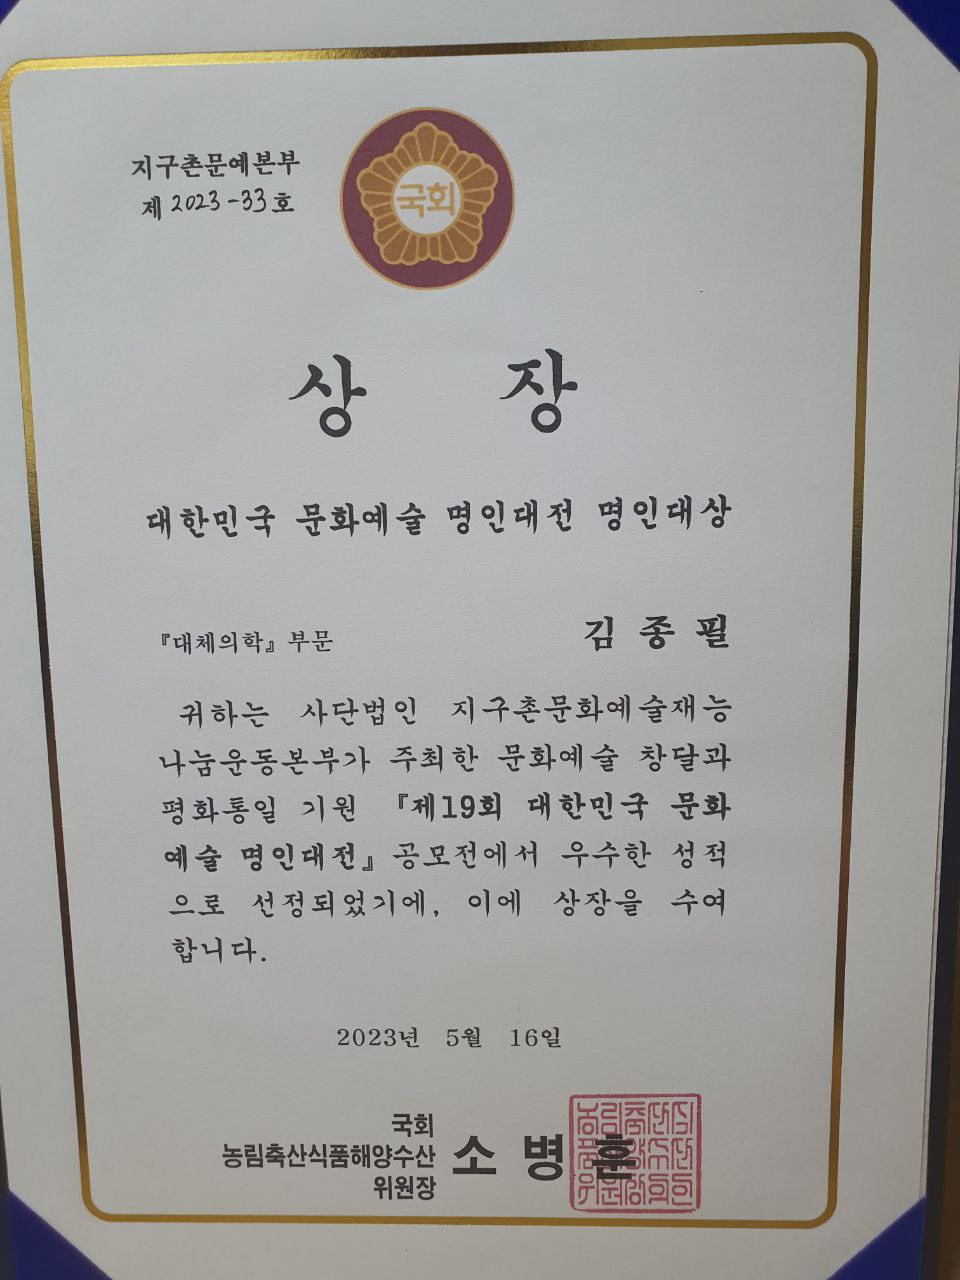 지구촌문예본부
제 2023-33호
국회
상 장
대한민국 문화예술 명인대전 명인대상
『대체의학』 부문
김 종 필
귀하는 사단법인 지구촌문화예술재능
나눔운동본부가 주최한 문화예술 창달과
평화통일 기원 『제19회 대한민국 문화
예술 명인대전』 공모전에서 우수한 성적
으로 선정되었기에, 이에 상장을 수여
합니다.
2023년 5월 16일
국회
농림축산식품해양수산
위원장
소 병 훈